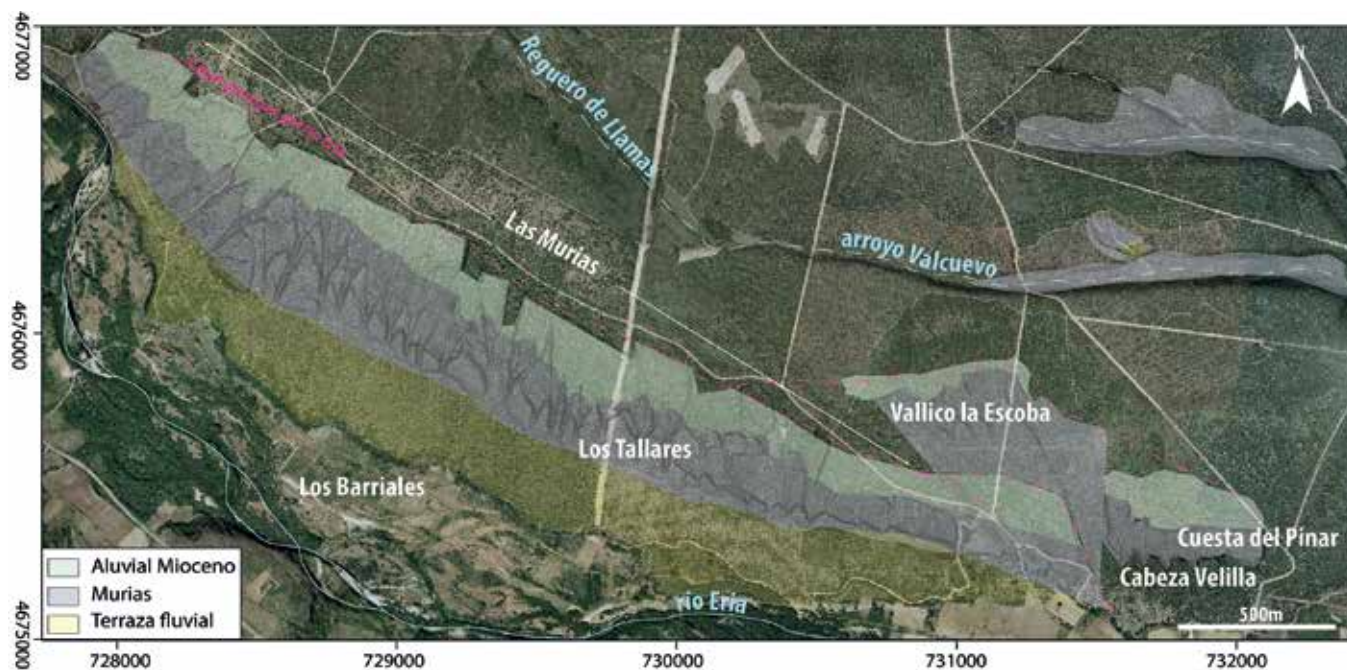 4677000
Reguero de Llamas
N
Las Murias
arroyo Valcuevo
4676000
Vallico la Escoba
Los Tallares
Los Barriales
Cuesta del Pinar
Cabeza Velilla
Aluvial Mioceno
Murias
Terraza fluvial
río Eria
500m
4675000
728000
729000
730000
731000
732000